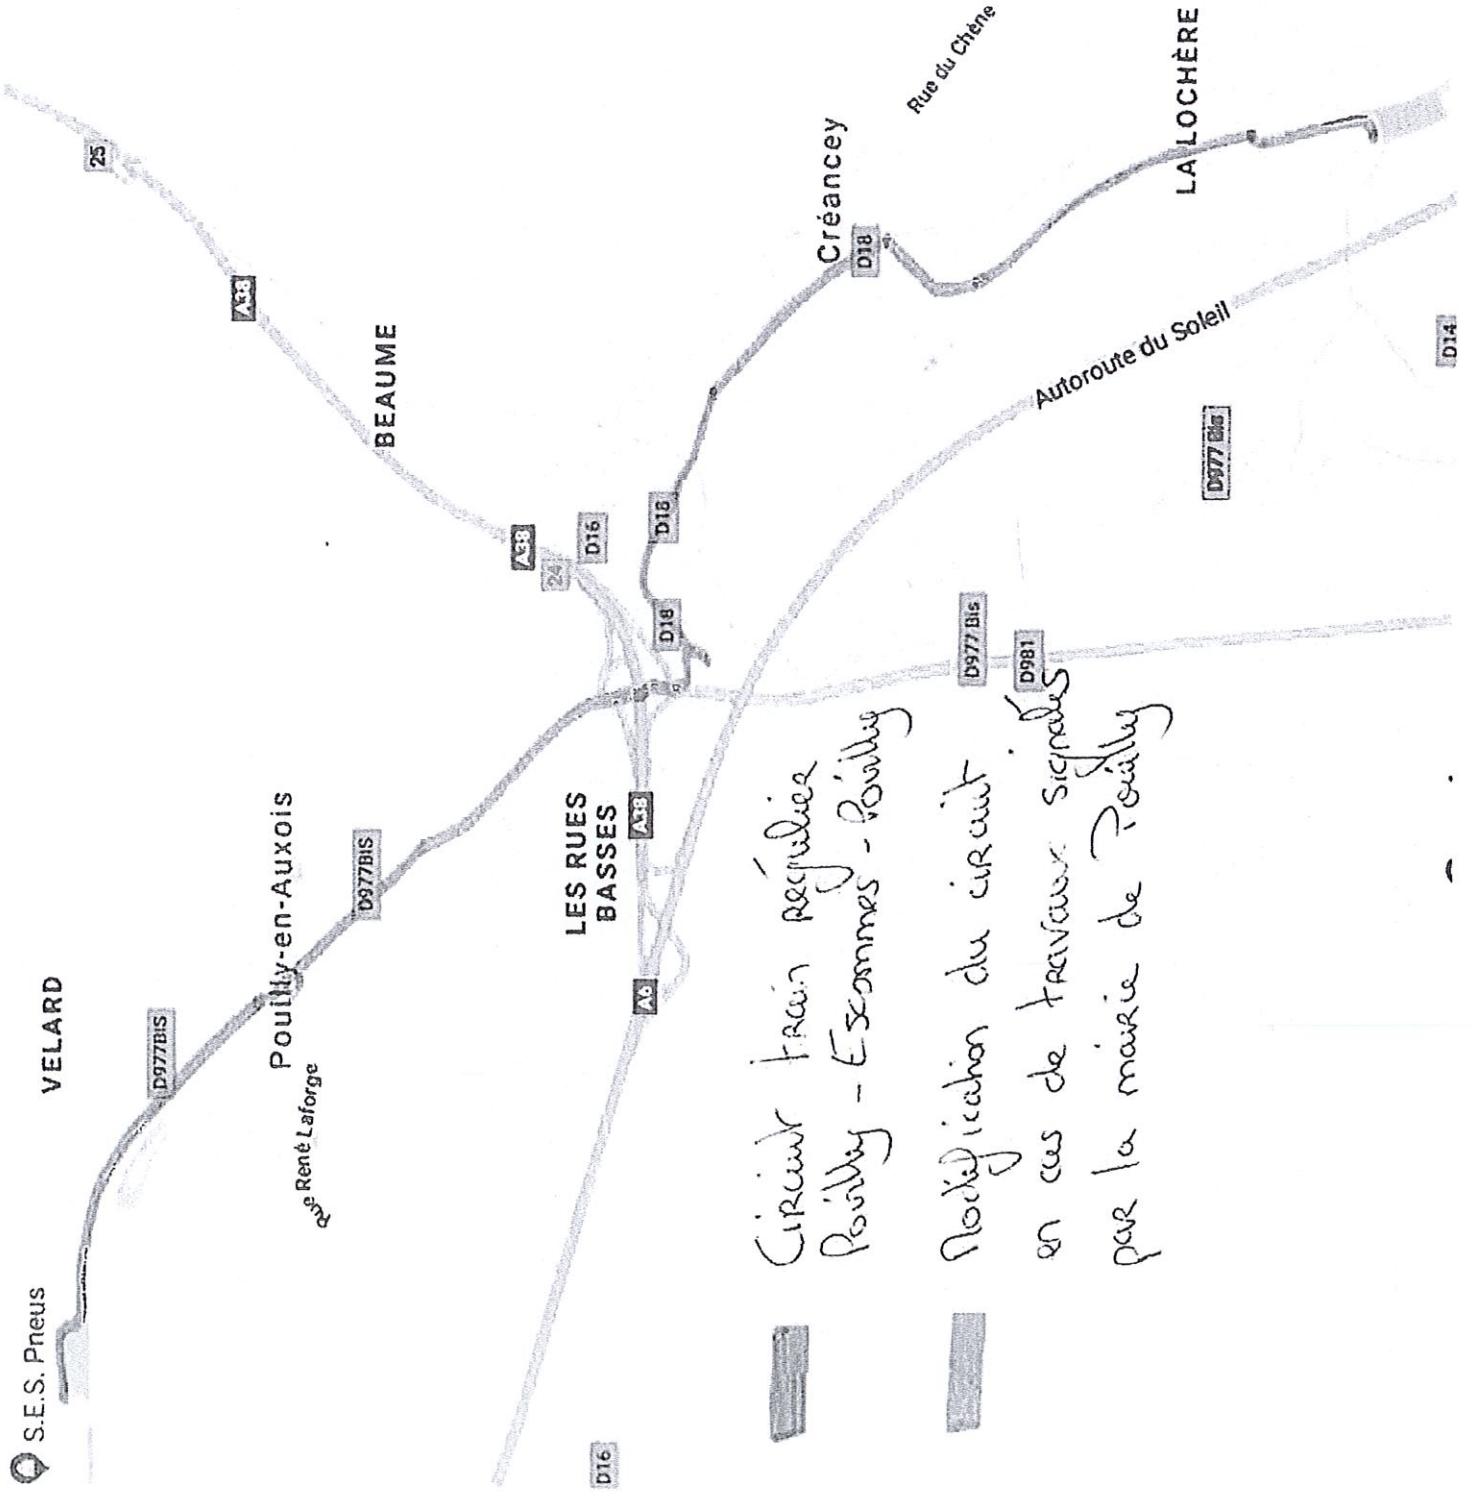 S.E.S. Pneus
VELARD
D977BIS
Pouilly-en-Auxois
Rue René Laforge
D977BIS
25
A38
BEAUME
A38
24
D16
D18
D18
LES RUES
BASSES
A38
A6
D16
Créancey
D18
Rue du Chêne
LA LOCHÈRE
Autoroute du Soleil
D977 Bis
D981
D977 Bis
D14
Circuit train régulier
Pouilly - Escommes - Pouilly
Modification du circuit
en cas de travaux signalés
par la mairie de Pouilly